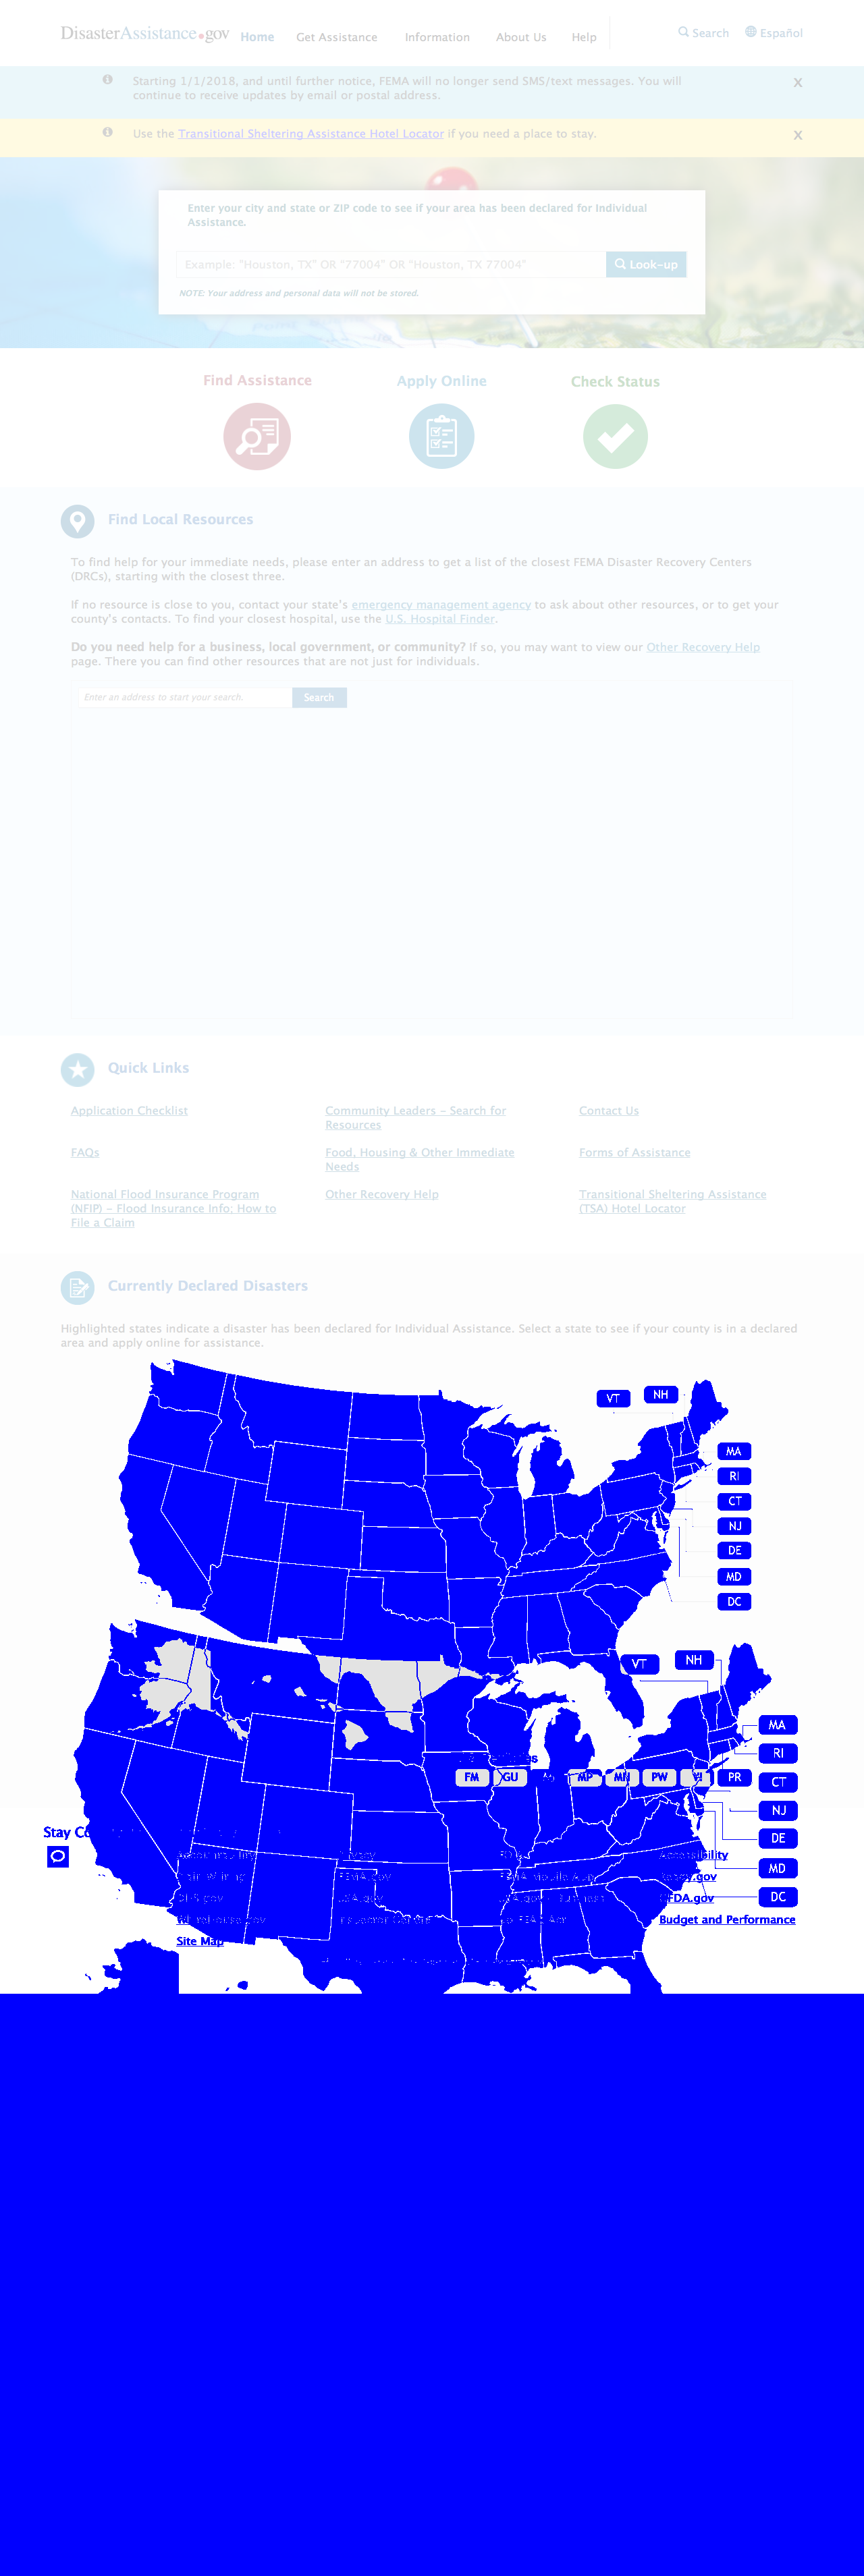 DisasterAssistance.gov Home Get Assistance Information About Us Help Search Español
Starting 1/1/2018, and until further notice, FEMA will no longer send SMS/text messages. You will
continue to receive updates by email or postal address.
X
Use the Transitional Sheltering Assistance Hotel Locator if you need a place to stay.
X
Enter your city and state or ZIP code to see if your area has been declared for Individual
Assistance.
Example: "Houston, TX" OR "77004" OR "Houston, TX 77004"
Look-up
NOTE: Your address and personal data will not be stored.
Find Assistance
Apply Online
Check Status
Find Local Resources
To find help for your immediate needs, please enter an address to get a list of the closest FEMA Disaster Recovery Centers
(DRCs), starting with the closest three.
If no resource is close to you, contact your state's emergency management agency to ask about other resources, or to get your
county's contacts. To find your closest hospital, use the U.S. Hospital Finder.
Do you need help for a business, local government, or community? If so, you may want to view our Other Recovery Help
page. There you can find other resources that are not just for individuals.
Enter an address to start your search.
Search
Quick Links
Application Checklist
Community Leaders - Search for
Resources
Contact Us
FAQs
Food, Housing & Other Immediate
Needs
Forms of Assistance
National Flood Insurance Program
(NFIP) - Flood Insurance Info: How to
File a Claim
Other Recovery Help
Transitional Sheltering Assistance
(TSA) Hotel Locator
Currently Declared Disasters
Highlighted states indicate a disaster has been declared for Individual Assistance. Select a state to see if your county is in a declared
area and apply online for assistance.
VT
NH
MA
RI
CT
NJ
DE
MD
DC
VT
NH
MA
RI
CT
NJ
DE
MD
DC
FM
GU
MP
PW
PR
Stay
Accessibility
Budget and Performance
Site Map